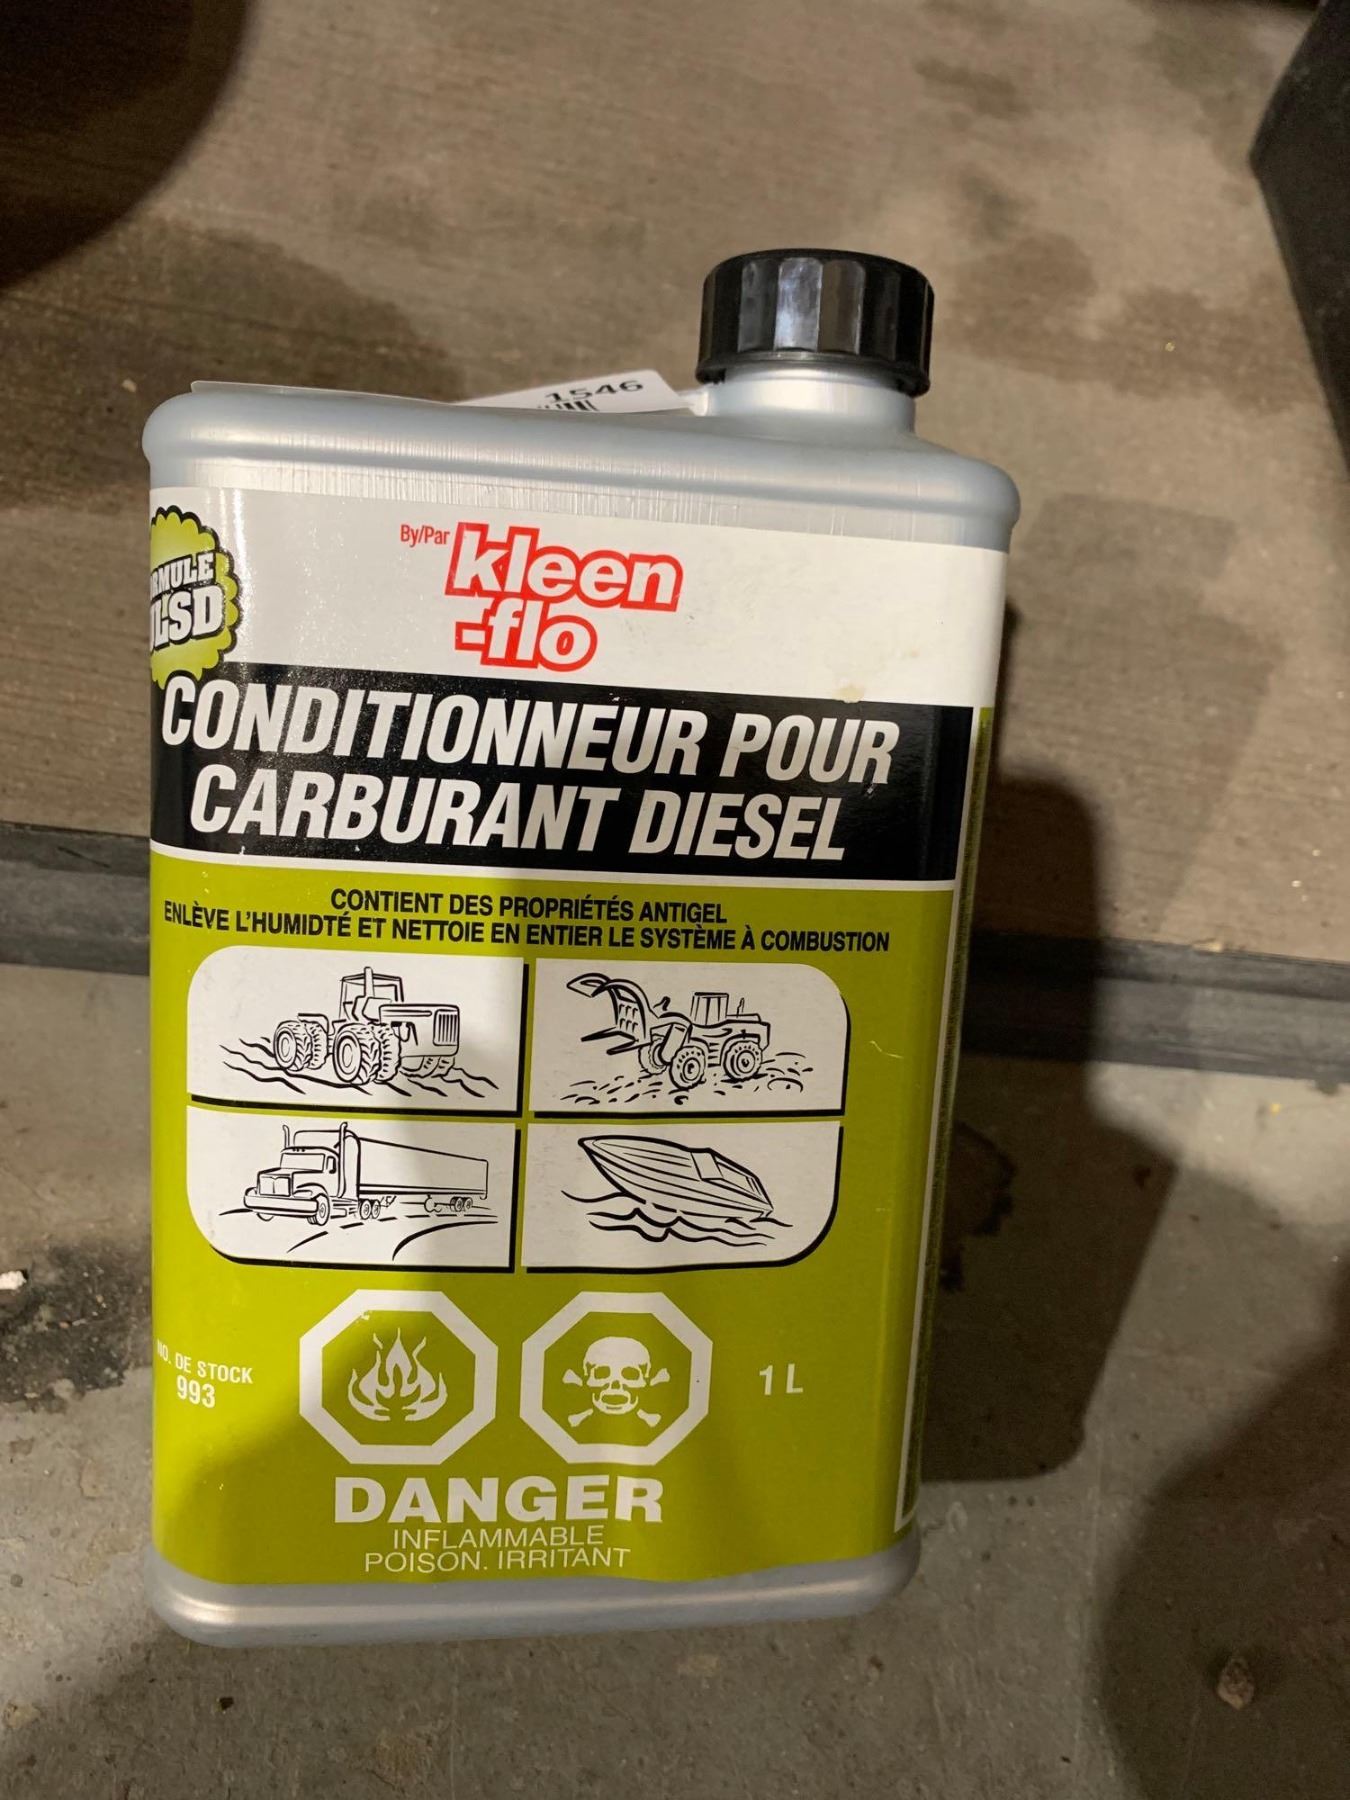 1546
By/Par kleen
-flo
FORMULE
ULSD
CONDITIONNEUR POUR
CARBURANT DIESEL
CONTIENT DES PROPRIÉTÉS ANTIGEL
ENLÈVE L'HUMIDTÉ ET NETTOIE EN ENTIER LE SYSTÈME À COMBUSTION
NO. DE STOCK
993
1 L
DANGER
INFLAMMABLE
POISON. IRRITANT